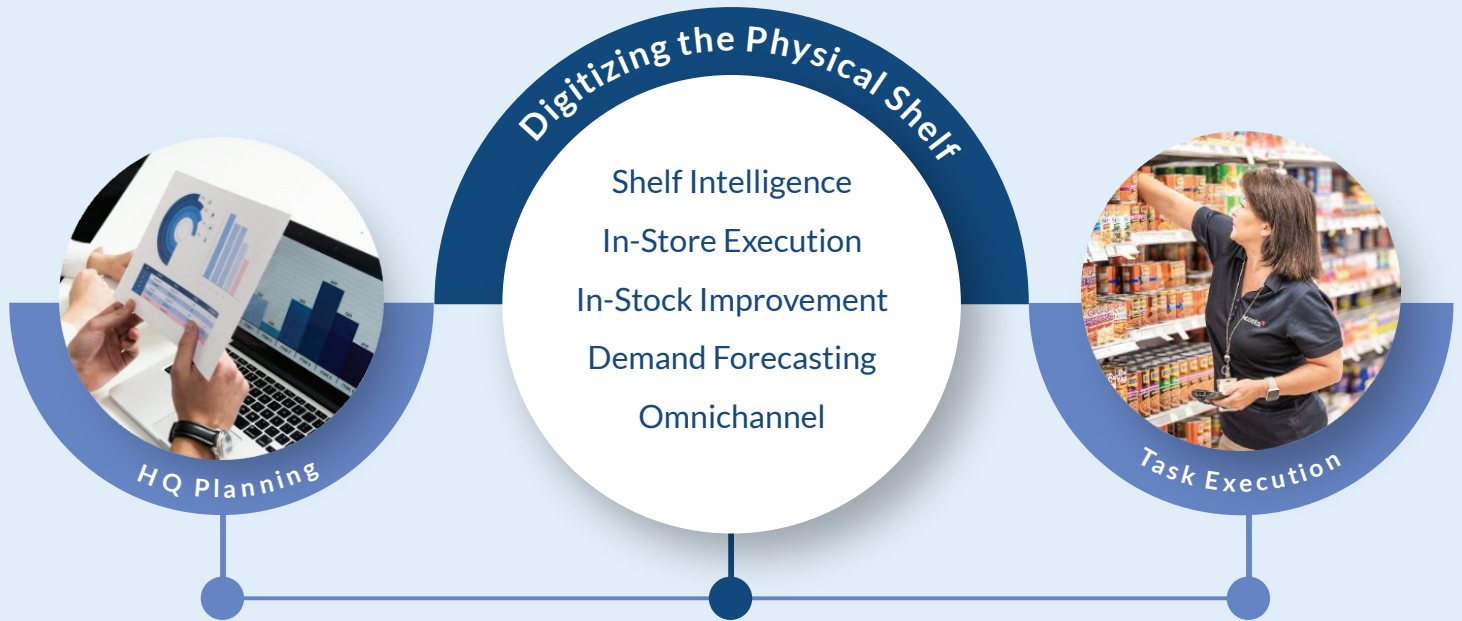 Digitizing the Physical Shelf
Shelf Intelligence
In-Store Execution
In-Stock Improvement
Demand Forecasting
Omnichannel
HQ Planning
Task Execution
Acosta